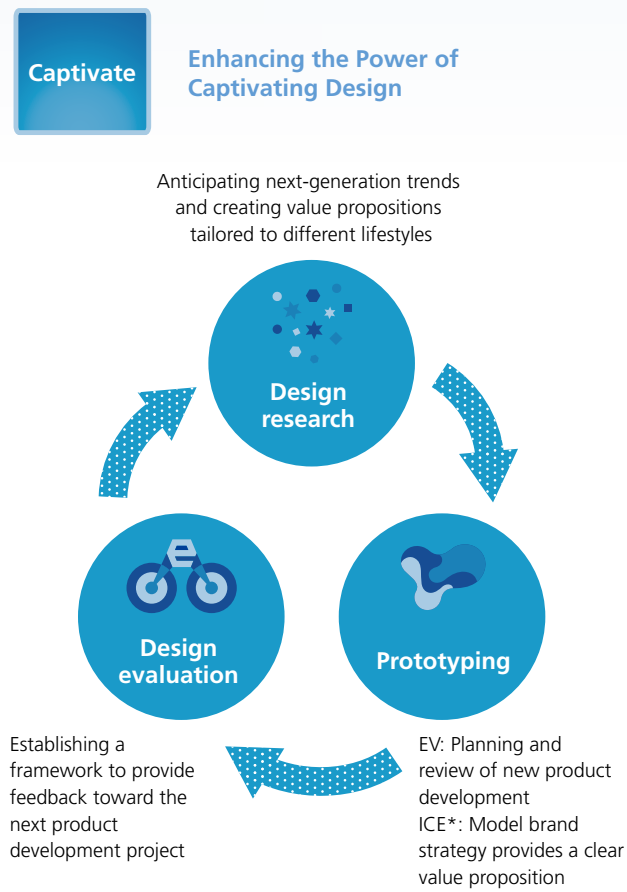 Captivate
Enhancing the Power of
Captivating Design
Anticipating next-generation trends
and creating value propositions
tailored to different lifestyles
Design
research
Design
evaluation
Prototyping
Establishing a
framework to provide
feedback toward the
next product
development project
EV: Planning and
review of new product
development
ICE*: Model brand
strategy provides a clear
value proposition